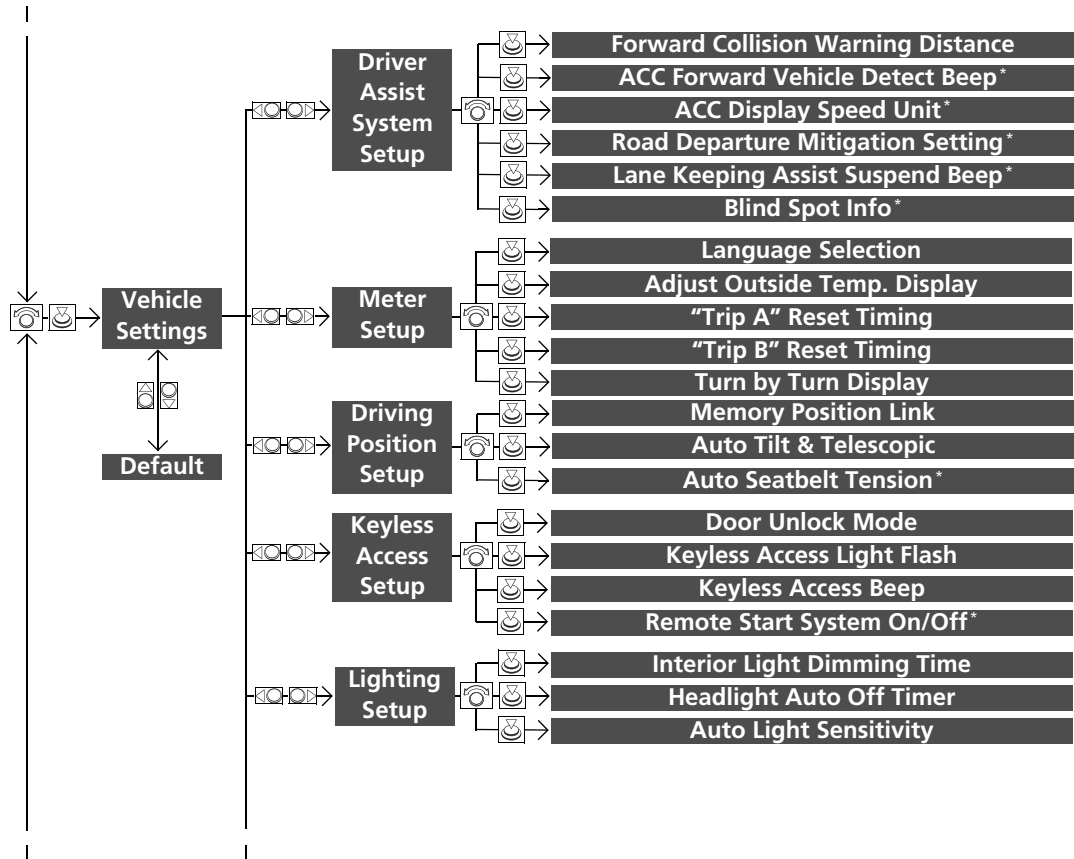 Driver
Assist
System
Setup
Forward Collision Warning Distance
ACC Forward Vehicle Detect Beep*
ACC Display Speed Unit*
Road Departure Mitigation Setting*
Lane Keeping Assist Suspend Beep*
Blind Spot Info*
Vehicle
Settings
Default
Meter
Setup
Language Selection
Adjust Outside Temp. Display
“Trip A” Reset Timing
“Trip B” Reset Timing
Turn by Turn Display
Driving
Position
Setup
Memory Position Link
Auto Tilt & Telescopic
Auto Seatbelt Tension*
Keyless
Access
Setup
Door Unlock Mode
Keyless Access Light Flash
Keyless Access Beep
Remote Start System On/Off*
Lighting
Setup
Interior Light Dimming Time
Headlight Auto Off Timer
Auto Light Sensitivity